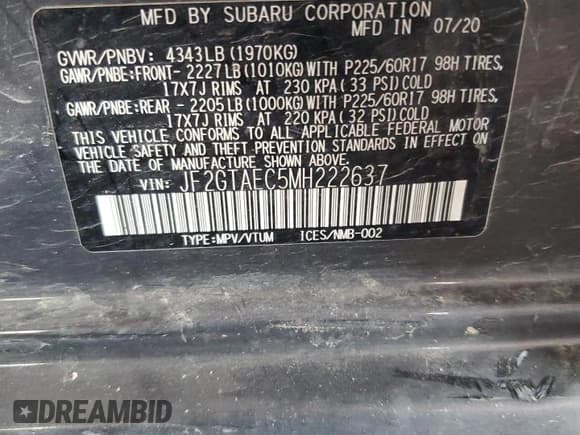 MFD BY SUBARU CORPORATION
MFD IN 07/20
GVWR/PNBV: 4343LB (1970KG)
GAWR/PNBE:FRONT- 2227LB (1010KG) WITH P225/60R17 98H TIRES,
17X7J RIMS AT 230 KPA (33 PSI) COLD
GAWR/PNBE:REAR - 2205LB (1000KG) WITH P225/60R17 98H TIRES,
17X7J RIMS AT 220 KPA (32 PSI) COLD
THIS VEHICLE CONFORMS TO ALL APPLICABLE FEDERAL MOTOR
VEHICLE SAFETY AND THEFT PREVENTION STANDARDS IN EFFECT ON
THE DATE OF MANUFACTURE SHOWN ABOVE.
VIN: JF2GTAEC5MH222637
TYPE:MPV/VTUM ICES/NMB-002
DREAMBID